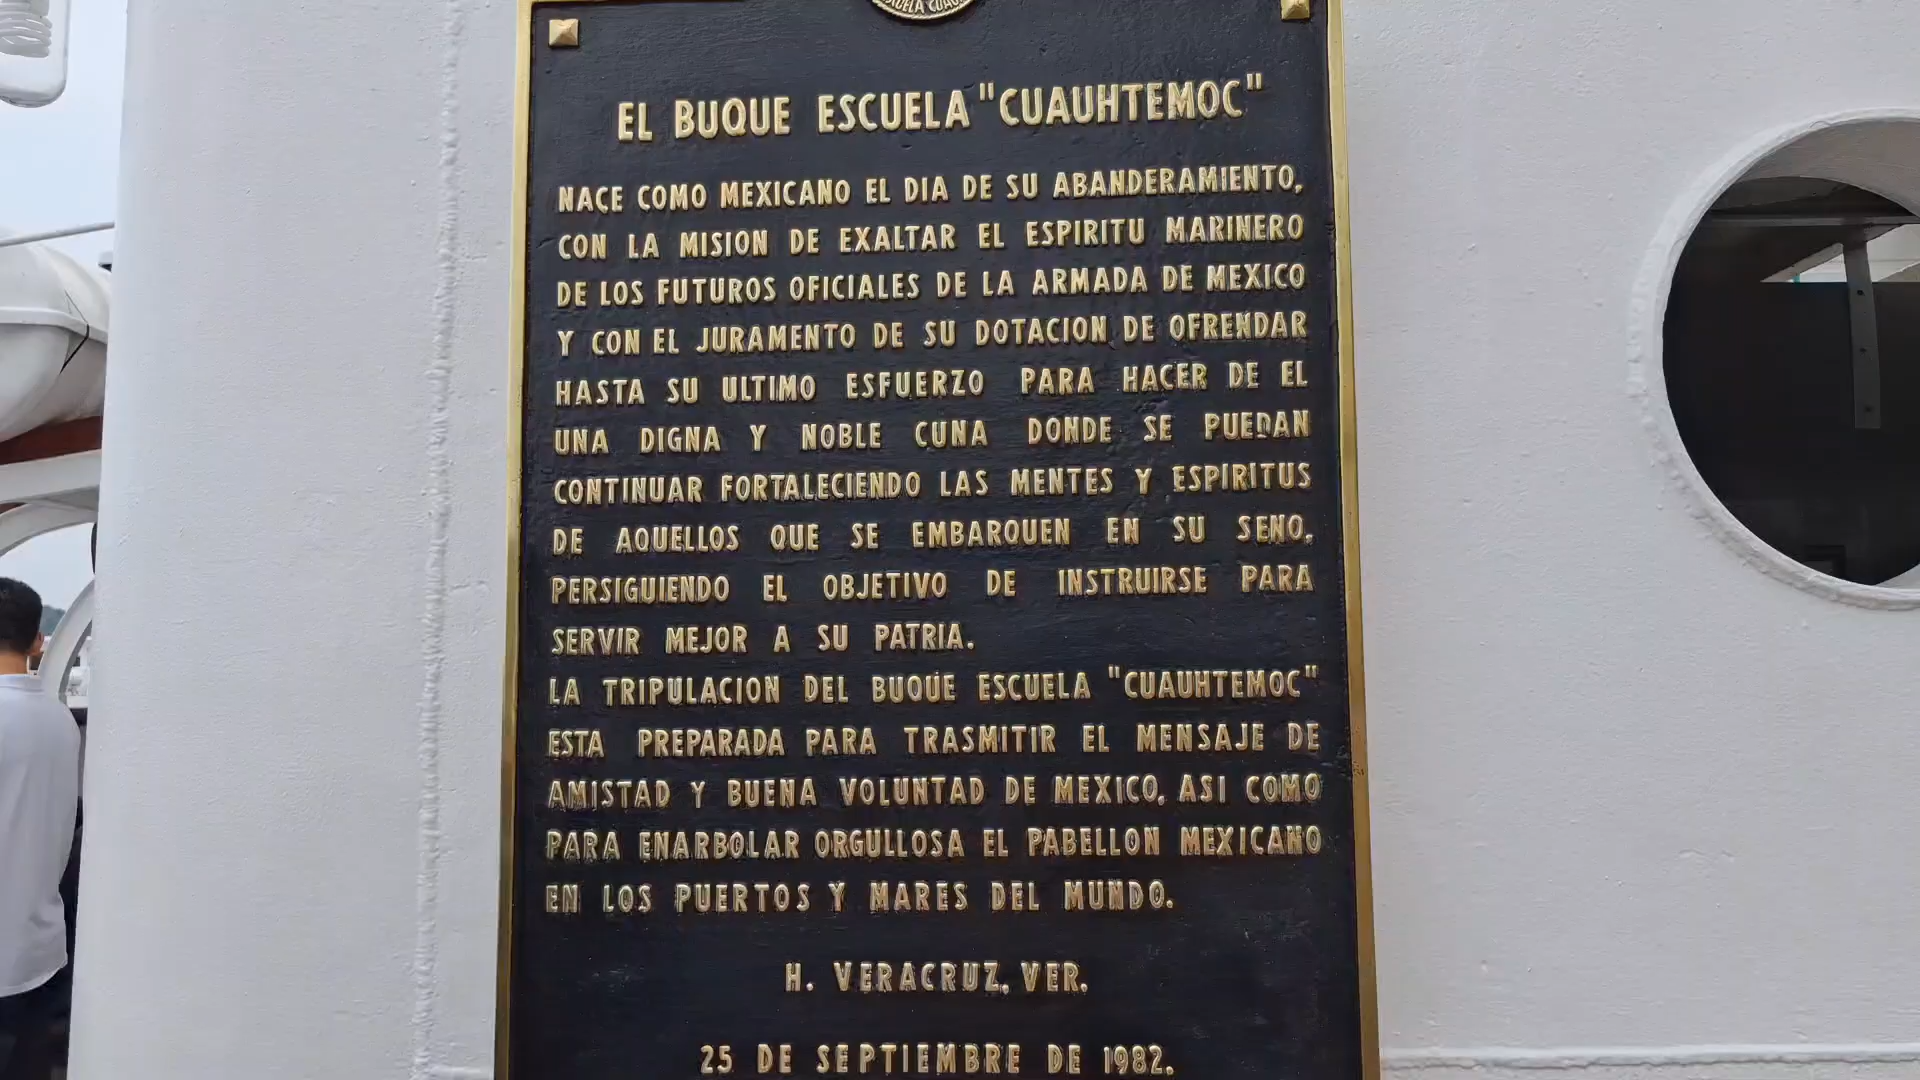 EL BUQUE ESCUELA "CUAUHTEMOC"
NACE COMO MEXICANO EL DIA DE SU ABANDERAMIENTO,
CON LA MISION DE EXALTAR EL ESPIRITU MARINERO
DE LOS FUTUROS OFICIALES DE LA ARMADA DE MEXICO
Y CON EL JURAMENTO DE SU DOTACION DE OFRENDAR
HASTA SU ULTIMO ESFUERZO PARA HACER DE EL
UNA DIGNA Y NOBLE CUNA DONDE SE PUEDAN
CONTINUAR FORTALECIENDO LAS MENTES Y ESPIRITUS
DE AQUELLOS QUE SE EMBARQUEN EN SU SENO,
PERSIGUIENDO EL OBJETIVO DE INSTRUIRSE PARA
SERVIR MEJOR A SU PATRIA.
LA TRIPULACION DEL BUQUE ESCUELA "CUAUHTEMOC"
ESTA PREPARADA PARA TRASMITIR EL MENSAJE DE
AMISTAD Y BUENA VOLUNTAD DE MEXICO, ASI COMO
PARA ENARBOLAR ORGULLOSA EL PABELLON MEXICANO
EN LOS PUERTOS Y MARES DEL MUNDO.
H. VERACRUZ, VER.
25 DE SEPTIEMBRE DE 1982.